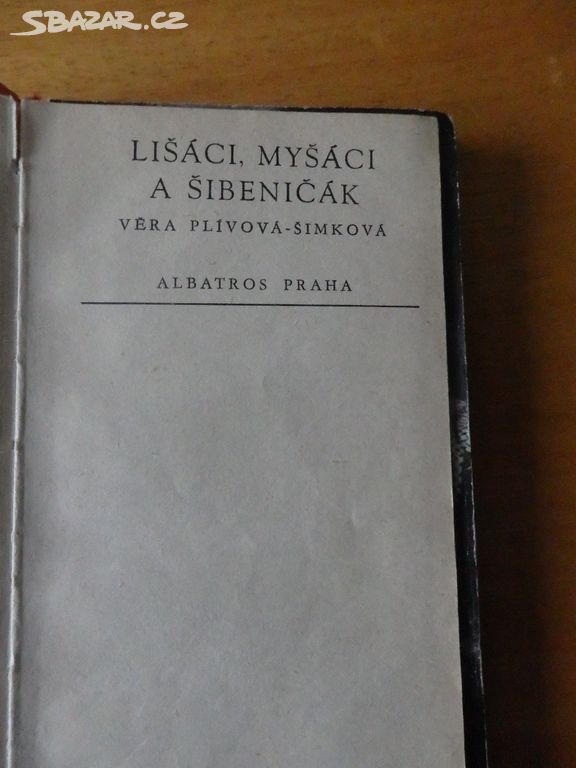 SBAZAR.CZ
LIŠÁCI, MYŠÁCI
A ŠIBENIČÁK
VĚRA PLÍVOVÁ-ŠIMKOVÁ
ALBATROS PRAHA